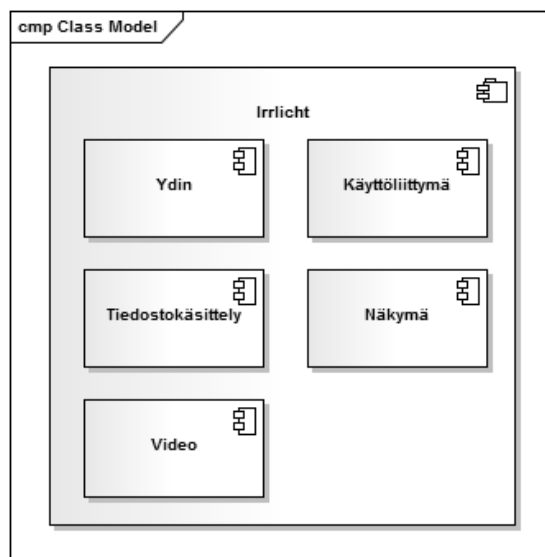 cmp Class Model
Irrlicht
Ydin
Käyttöliittymä
Tiedostokäsittely
Näkymä
Video